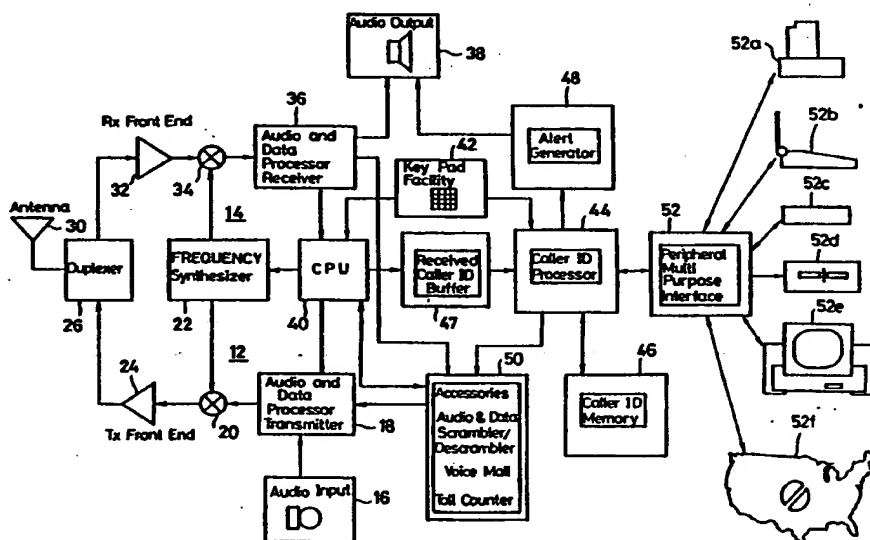 Audio Output
38
52a
36
48
Rx Front End
Audio and
Data
Processor
Receiver
42
Alert
Generator
52b
Key Pad
Facility
32
34
44
52c
Antenna
30
14
52
Duplexer
FREQUENCY
Synthesizer
CPU
Received
Caller ID
Buffer
Caller ID
Processor
Peripheral
Multi
Purpose
Interface
52d
52e
26
22
40
47
12
50
46
24
Audio and
Data
Processor
Transmitter
Accessories
Audio & Data
Scrambler/
Descrambler
Voice Mail
Toll Counter
Caller ID
Memory
Tx Front End
20
18
52f
Audio Input
16